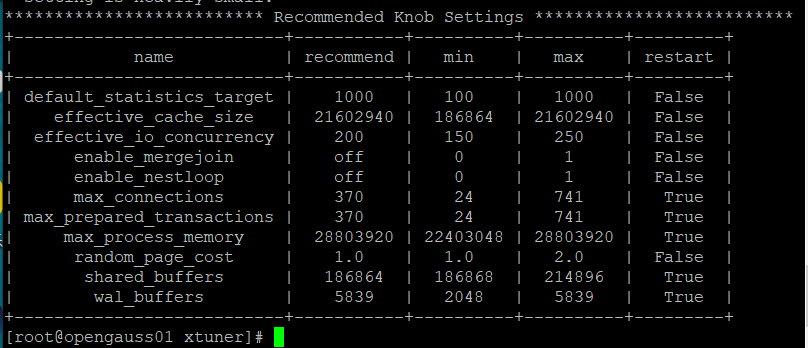 ************************** Recommended Knob Settings **************************
+---------------------------+-----------+----------+----------+---------+
| name | recommend | min | max | restart |
+---------------------------+-----------+----------+----------+---------+
| default_statistics_target | 1000 | 100 | 1000 | False |
| effective_cache_size | 21602940 | 186864 | 21602940 | False |
| effective_io_concurrency | 200 | 150 | 250 | False |
| enable_mergejoin | off | 0 | 1 | False |
| enable_nestloop | off | 0 | 1 | False |
| max_connections | 370 | 24 | 741 | True |
| max_prepared_transactions | 370 | 24 | 741 | True |
| max_process_memory | 28803920 | 22403048 | 28803920 | True |
| random_page_cost | 1.0 | 1.0 | 2.0 | False |
| shared_buffers | 186864 | 186868 | 214896 | True |
| wal_buffers | 5839 | 2048 | 5839 | True |
+---------------------------+-----------+----------+----------+---------+
[root@opengauss01 xtuner]#